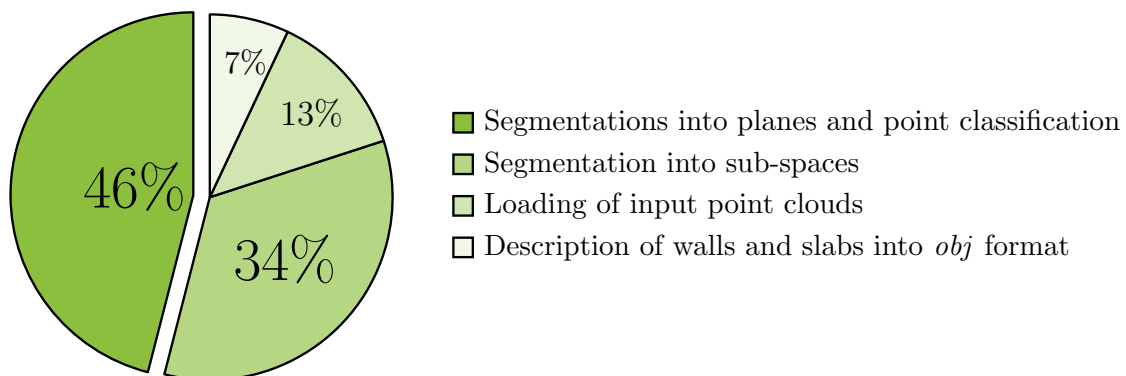 7%
13%
46%
34%
Segmentations into planes and point classification
Segmentation into sub-spaces
Loading of input point clouds
Description of walls and slabs into obj format